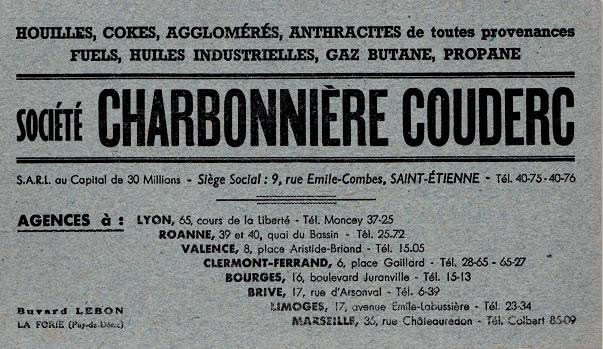 HOUILLES, COKES, AGGLOMÉRÉS, ANTHRACITES de toutes provenances
FUELS, HUILES INDUSTRIELLES, GAZ BUTANE, PROPANE
SOCIÉTÉ CHARBONNIÈRE COUDERC
S.A.R.L. au Capital de 30 Millions - Siège Social : 9, rue Emile-Combes, SAINT-ÉTIENNE - Tél. 40-75 - 40-76
AGENCES à : LYON, 65, cours de la Liberté - Tél. Moncey 37-25
ROANNE, 39 et 40, quai du Bassin - Tél. 25-72
VALENCE, 8, place Aristide-Briand - Tél. 15.05
CLERMONT-FERRAND, 6, place Gaillard - Tél. 28-65 - 65-27
BOURGES, 16, boulevard Juranville - Tél. 15-13
BRIVE, 17, rue d'Arsonval - Tél. 6-39
LIMOGES, 17, avenue Émile-Labussière - Tél. 23-34
MARSEILLE, 35, rue Châteauredon - Tél. Colbert 85-09
Buvard LEBON
LA FORIE (Puy-de-Dôme)